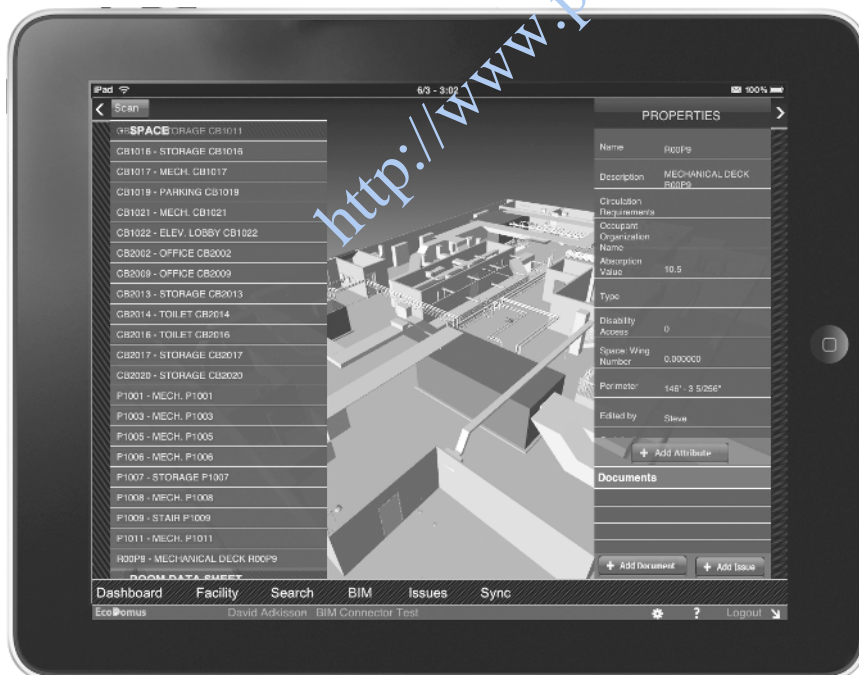 http://www.p
iPad
6/3 - 3:02
100%
Scan
SPACE
STORAGE CB1011
CB1016 - STORAGE CB1016
CB1017 - MECH. CB1017
CB1019 - PARKING CB1019
CB1021 - MECH. CB1021
CB1022 - ELEV. LOBBY CB1022
CB2002 - OFFICE CB2002
CB2009 - OFFICE CB2009
CB2013 - STORAGE CB2013
CB2014 - TOILET CB2014
CB2016 - TOILET CB2016
CB2017 - STORAGE CB2017
CB2020 - STORAGE CB2020
P1001 - MECH. P1001
P1003 - MECH. P1003
P1005 - MECH. P1005
P1006 - MECH. P1006
P1007 - STORAGE P1007
P1008 - MECH. P1008
P1009 - STAIR P1009
P1011 - MECH. P1011
R00P9 - MECHANICAL DECK R00P9
ROOM DATA SHEET
PROPERTIES
Name R00P9
Description MECHANICAL DECK
R00P9
Circulation
Requirements
Occupant
Organization
Name
Absorption
Value 10.5
Type
Disability
Access 0
Space: Wing
Number 0.000000
Perimeter 146' - 3 5/256"
Edited by Steve
+ Add Attribute
Documents
+ Add Document + Add Issue
Dashboard Facility Search BIM Issues Sync
EcoDomus David Adkisson BIM Connector Test ? Logout